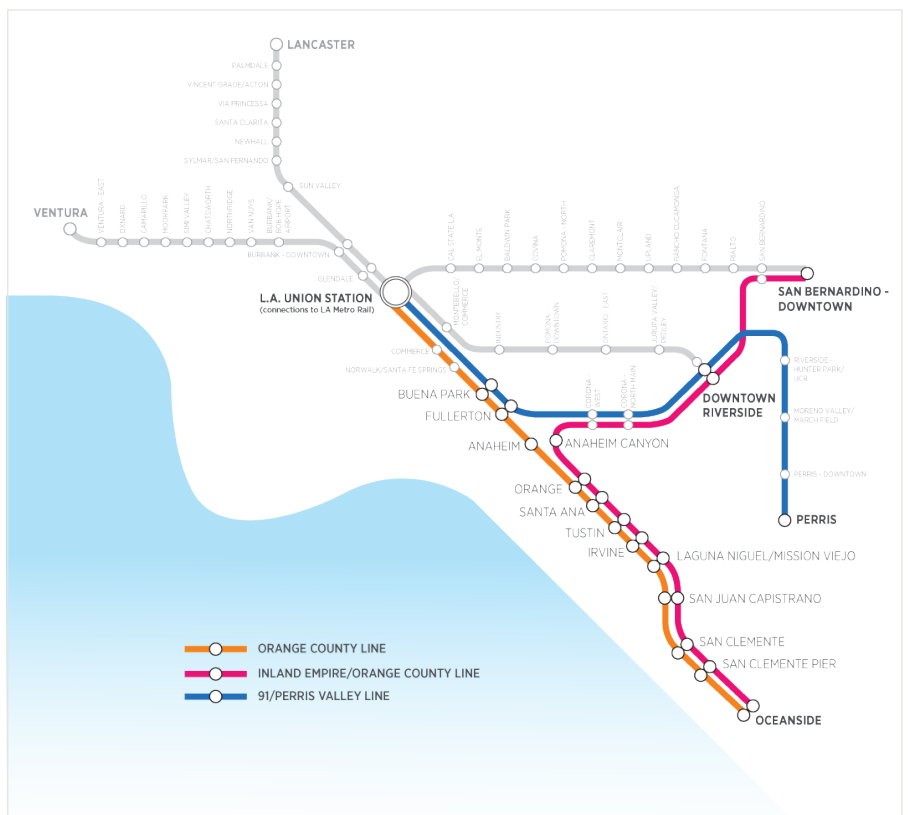 LANCASTER
PALMDALE
VINCENT GRADE/ACTON
VIA PRINCESSA
SANTA CLARITA
NEWHALL
SYLMAR/SAN FERNANDO
SUN VALLEY
VENTURA
VENTURA - EAST
OXNARD
CAMARILLO
MOORPARK
SIMI VALLEY
CHATSWORTH
NORTHRIDGE
VAN NUYS
BURBANK/
BOB HOPE
AIRPORT
BURBANK - DOWNTOWN
GLENDALE
L.A. UNION STATION
(connections to LA Metro Rail)
CAL STATE L.A.
EL MONTE
BALDWIN PARK
COVINA
POMONA - NORTH
CLAREMONT
MONTCLAIR
UPLAND
RANCHO CUCAMONGA
FONTANA
RIALTO
SAN BERNARDINO
SAN BERNARDINO -
DOWNTOWN
MONTEBELLO/
COMMERCE
INDUSTRY
POMONA -
DOWNTOWN
ONTARIO - EAST
JURUPA VALLEY/
PEDLEY
COMMERCE
NORWALK/SANTA FE SPRINGS
BUENA PARK
FULLERTON
ANAHEIM
CORONA -
WEST
CORONA -
NORTH MAIN
DOWNTOWN
RIVERSIDE
RIVERSIDE -
HUNTER PARK/
UCR
MORENO VALLEY/
MARCH FIELD
PERRIS - DOWNTOWN
PERRIS
ANAHEIM CANYON
ORANGE
SANTA ANA
TUSTIN
IRVINE
LAGUNA NIGUEL/MISSION VIEJO
SAN JUAN CAPISTRANO
SAN CLEMENTE
SAN CLEMENTE PIER
OCEANSIDE
ORANGE COUNTY LINE
INLAND EMPIRE/ORANGE COUNTY LINE
91/PERRIS VALLEY LINE